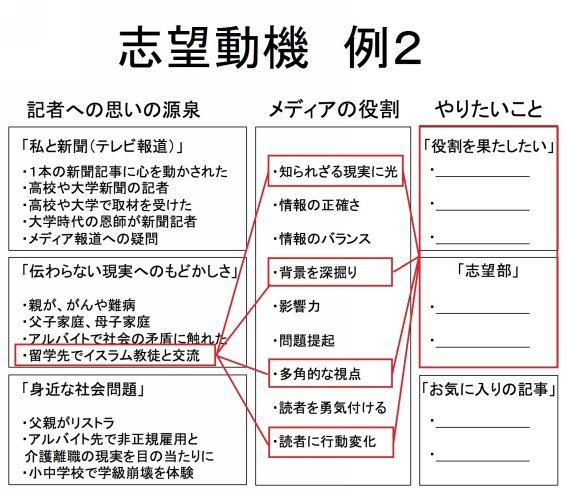 志望動機　例２
記者への思いの源泉
「私と新聞（テレビ報道）」
・１本の新聞記事に心を動かされた
・高校や大学新聞の記者
・高校や大学で取材を受けた
・大学時代の恩師が新聞記者
・メディア報道への疑問
「伝わらない現実へのもどかしさ」
・親が、がんや難病
・父子家庭、母子家庭
・アルバイトで社会の矛盾に触れた
・留学先でイスラム教徒と交流
「身近な社会問題」
・父親がリストラ
・アルバイト先で非正規雇用と
介護離職の現実を目の当たりに
・小中学校で学級崩壊を体験
メディアの役割
・知られざる現実に光
・情報の正確さ
・情報のバランス
・背景を深掘り
・影響力
・問題提起
・多角的な視点
・読者を勇気付ける
・読者に行動変化
やりたいこと
「役割を果たしたい」
・
・
・
「志望部」
・
・
「お気に入りの記事」
・
・